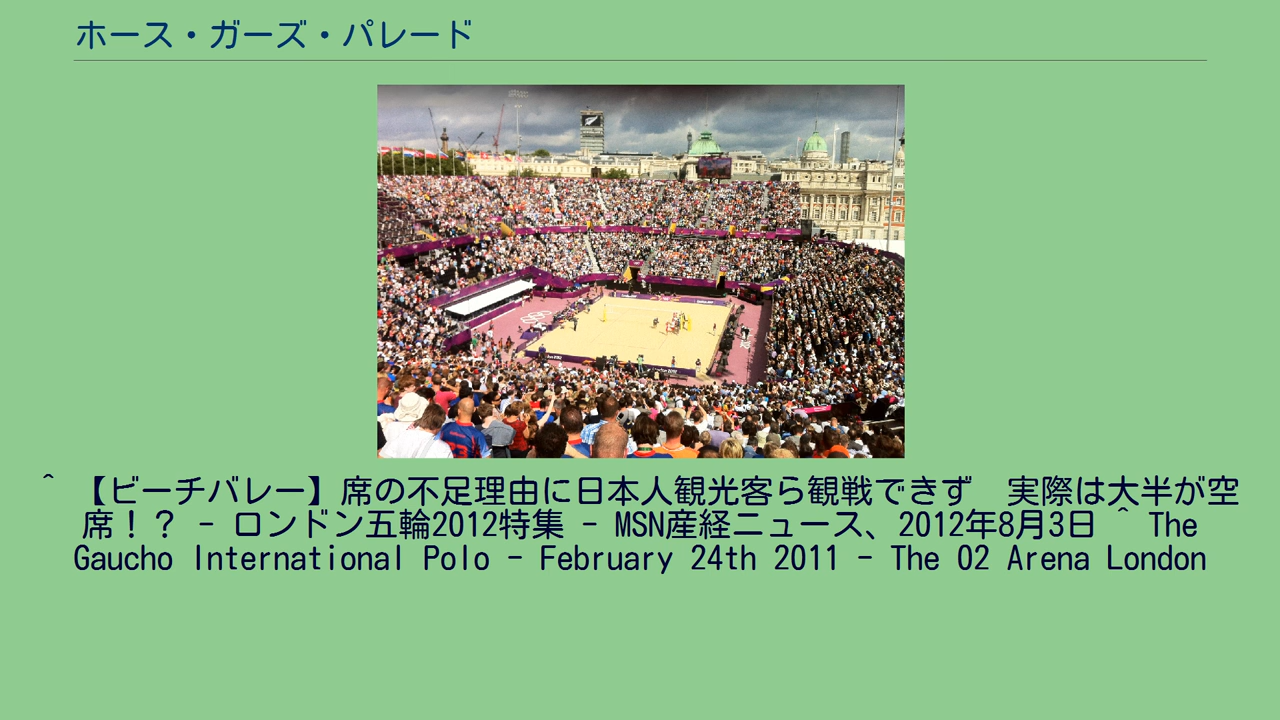 ホース・ガーズ・パレード
^ 【ビーチバレー】席の不足理由に日本人観光客ら観戦できず　実際は大半が空
席！？ - ロンドン五輪2012特集 - MSN産経ニュース、2012年8月3日 ^ The
Gaucho International Polo - February 24th 2011 - The O2 Arena London